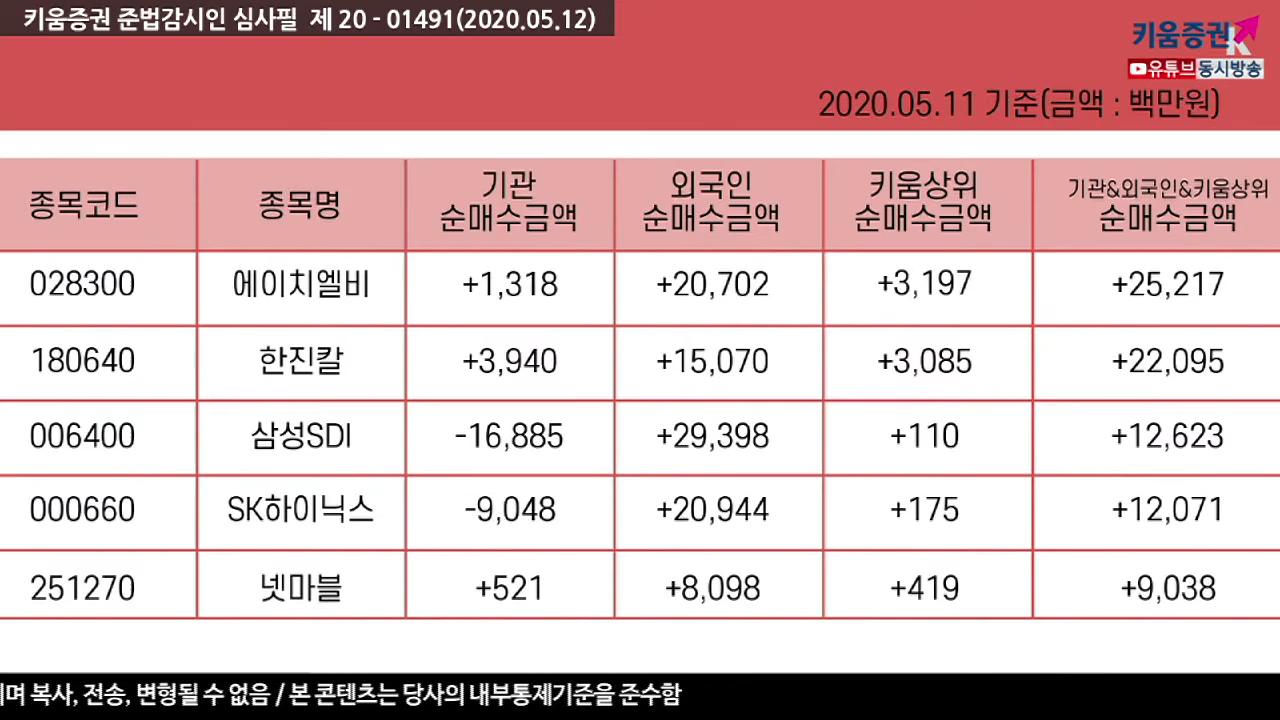 키움증권 준법감시인 심사필 제 20 - 01491(2020.05.12)
키움증권
유튜브 동시방송
2020.05.11 기준(금액 : 백만원)
종목코드 종목명 기관 순매수금액 외국인 순매수금액 키움상위 순매수금액 기관&외국인&키움상위 순매수금액
028300 에이치엘비 +1,318 +20,702 +3,197 +25,217
180640 한진칼 +3,940 +15,070 +3,085 +22,095
006400 삼성SDI -16,885 +29,398 +110 +12,623
000660 SK하이닉스 -9,048 +20,944 +175 +12,071
251270 넷마블 +521 +8,098 +419 +9,038
며 복사, 전송, 변형될 수 없음 / 본 콘텐츠는 당사의 내부통제기준을 준수함